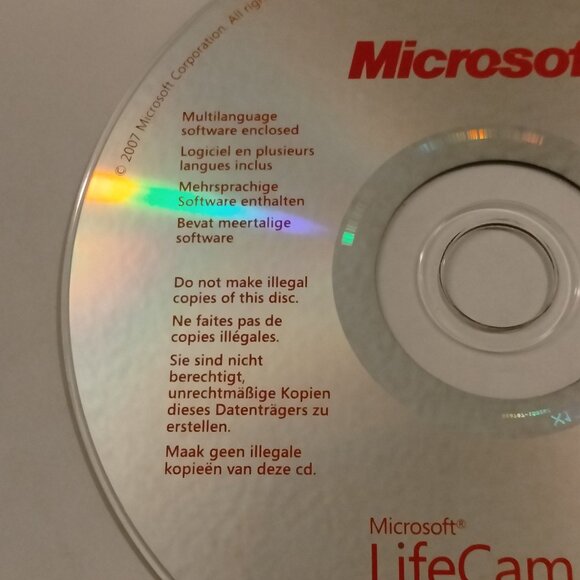 © 2007 Microsoft Corporation. All rig
Microsof
Multilanguage
software enclosed
Logiciel en plusieurs
langues inclus
Mehrsprachige
Software enthalten
Bevat meertalige
software
Do not make illegal
copies of this disc.
Ne faites pas de
copies illégales.
Sie sind nicht
berechtigt,
unrechtmäßige Kopien
dieses Datenträgers zu
erstellen.
Maak geen illegale
kopieën van deze cd.
Microsoft®
LifeCam